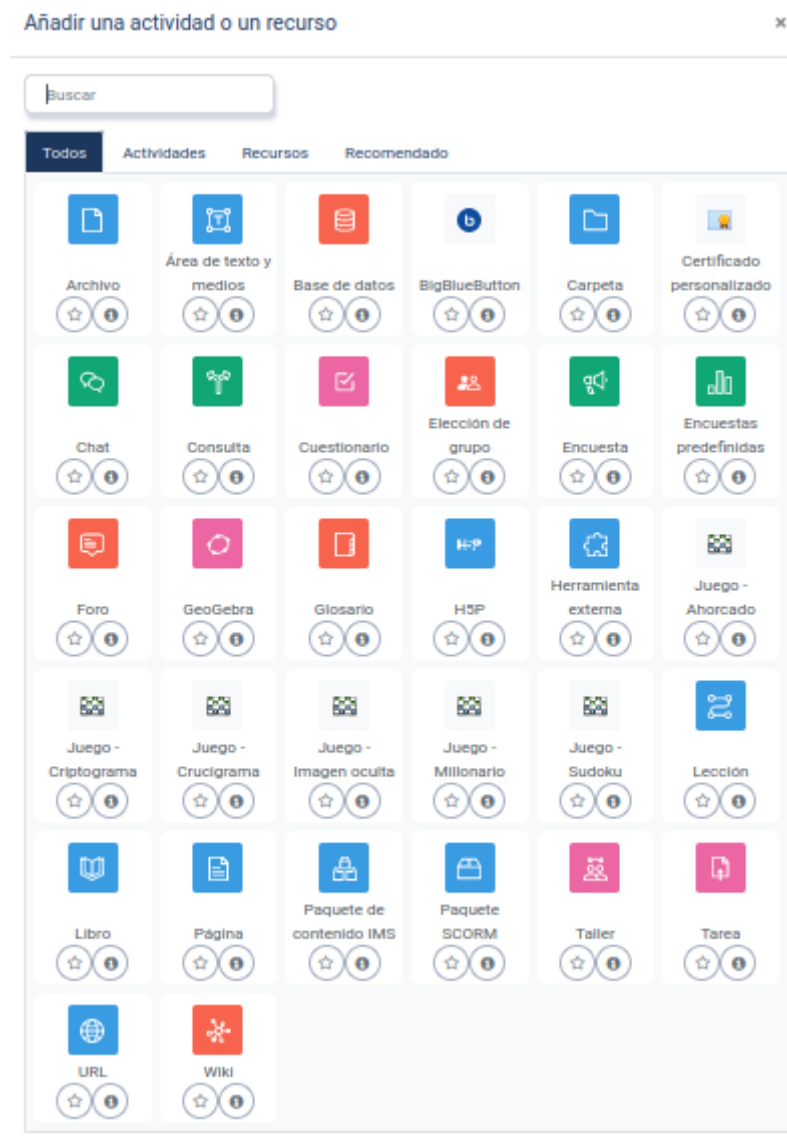 Añadir una actividad o un recurso
×
Buscar
Todos Actividades Recursos Recomendado
Archivo
Área de texto y
medios
Base de datos
BigBlueButton
Carpeta
Certificado
personalizado
Chat
Consulta
Cuestionario
Elección de
grupo
Encuesta
Encuestas
predefinidas
Foro
GeoGebra
Glosario
H5P
H5P
Herramienta
externa
Juego -
Ahorcado
Juego -
Criptograma
Juego -
Crucigrama
Juego -
Imagen oculta
Juego -
Millonario
Juego -
Sudoku
Lección
Libro
Página
Paquete de
contenido IMS
Paquete
SCORM
Taller
Tarea
URL
Wiki